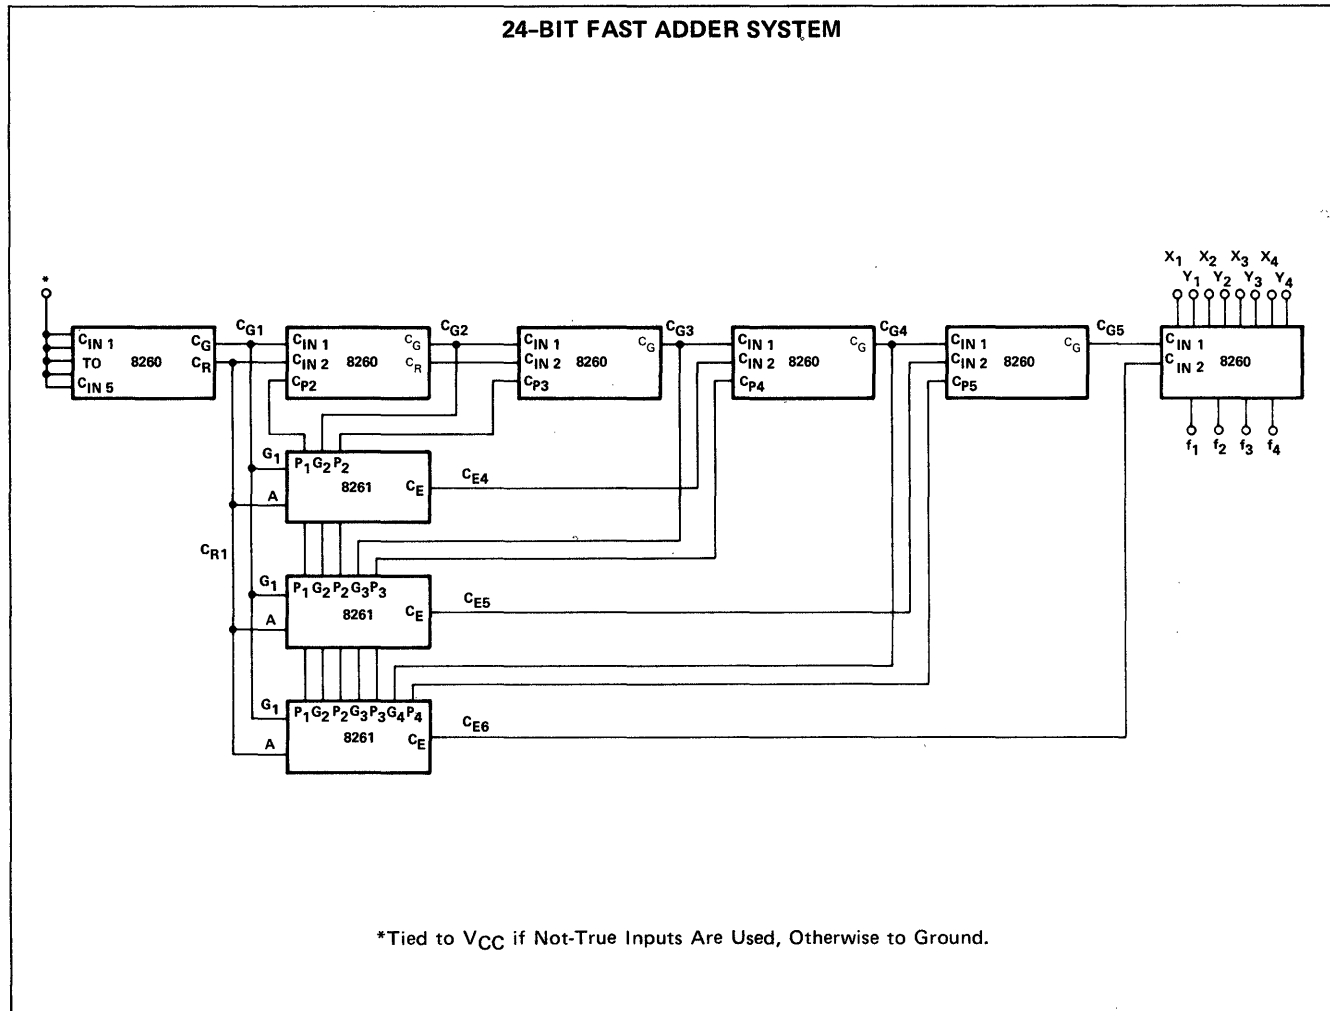 24-BIT FAST ADDER SYSTEM
X1 X2 X3 X4
Y1 Y2 Y3 Y4
*
CG1 CG2 CG3 CG4 CG5
CIN 1 CG CIN 1 CG CIN 1 CG CIN 1 CG CIN 1 CG CIN 1
TO 8260 CR CIN 2 8260 CR CIN 2 8260 CIN 2 8260 CIN 2 8260 CIN 2 8260
CIN 5 CP2 CP3 CP4 CP5
f1 f2 f3 f4
G1 P1 G2 P2
8261 CE CE4
A
CR1
G1 P1 G2 P2 G3 P3
8261 CE CE5
A
G1 P1 G2 P2 G3 P3 G4 P4
8261 CE CE6
A
*Tied to VCC if Not-True Inputs Are Used, Otherwise to Ground.